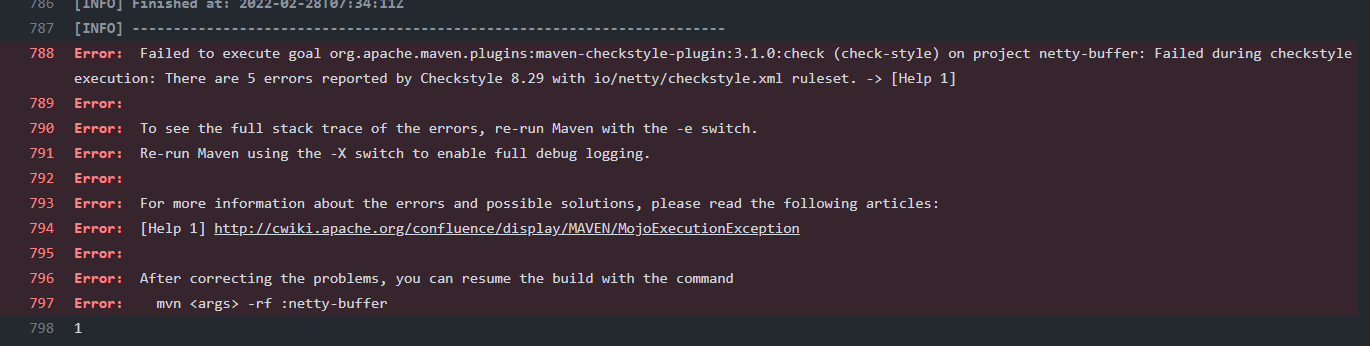 786 [INFO] Finished at: 2022-02-28T07:34:11Z
787 [INFO] ------------------------------------------------------------------------
788 Error:  Failed to execute goal org.apache.maven.plugins:maven-checkstyle-plugin:3.1.0:check (check-style) on project netty-buffer: Failed during checkstyle
execution: There are 5 errors reported by Checkstyle 8.29 with io/netty/checkstyle.xml ruleset. -> [Help 1]
789 Error:
790 Error:  To see the full stack trace of the errors, re-run Maven with the -e switch.
791 Error:  Re-run Maven using the -X switch to enable full debug logging.
792 Error:
793 Error:  For more information about the errors and possible solutions, please read the following articles:
794 Error:  [Help 1] http://cwiki.apache.org/confluence/display/MAVEN/MojoExecutionException
795 Error:
796 Error:  After correcting the problems, you can resume the build with the command
797 Error:    mvn <args> -rf :netty-buffer
798 1